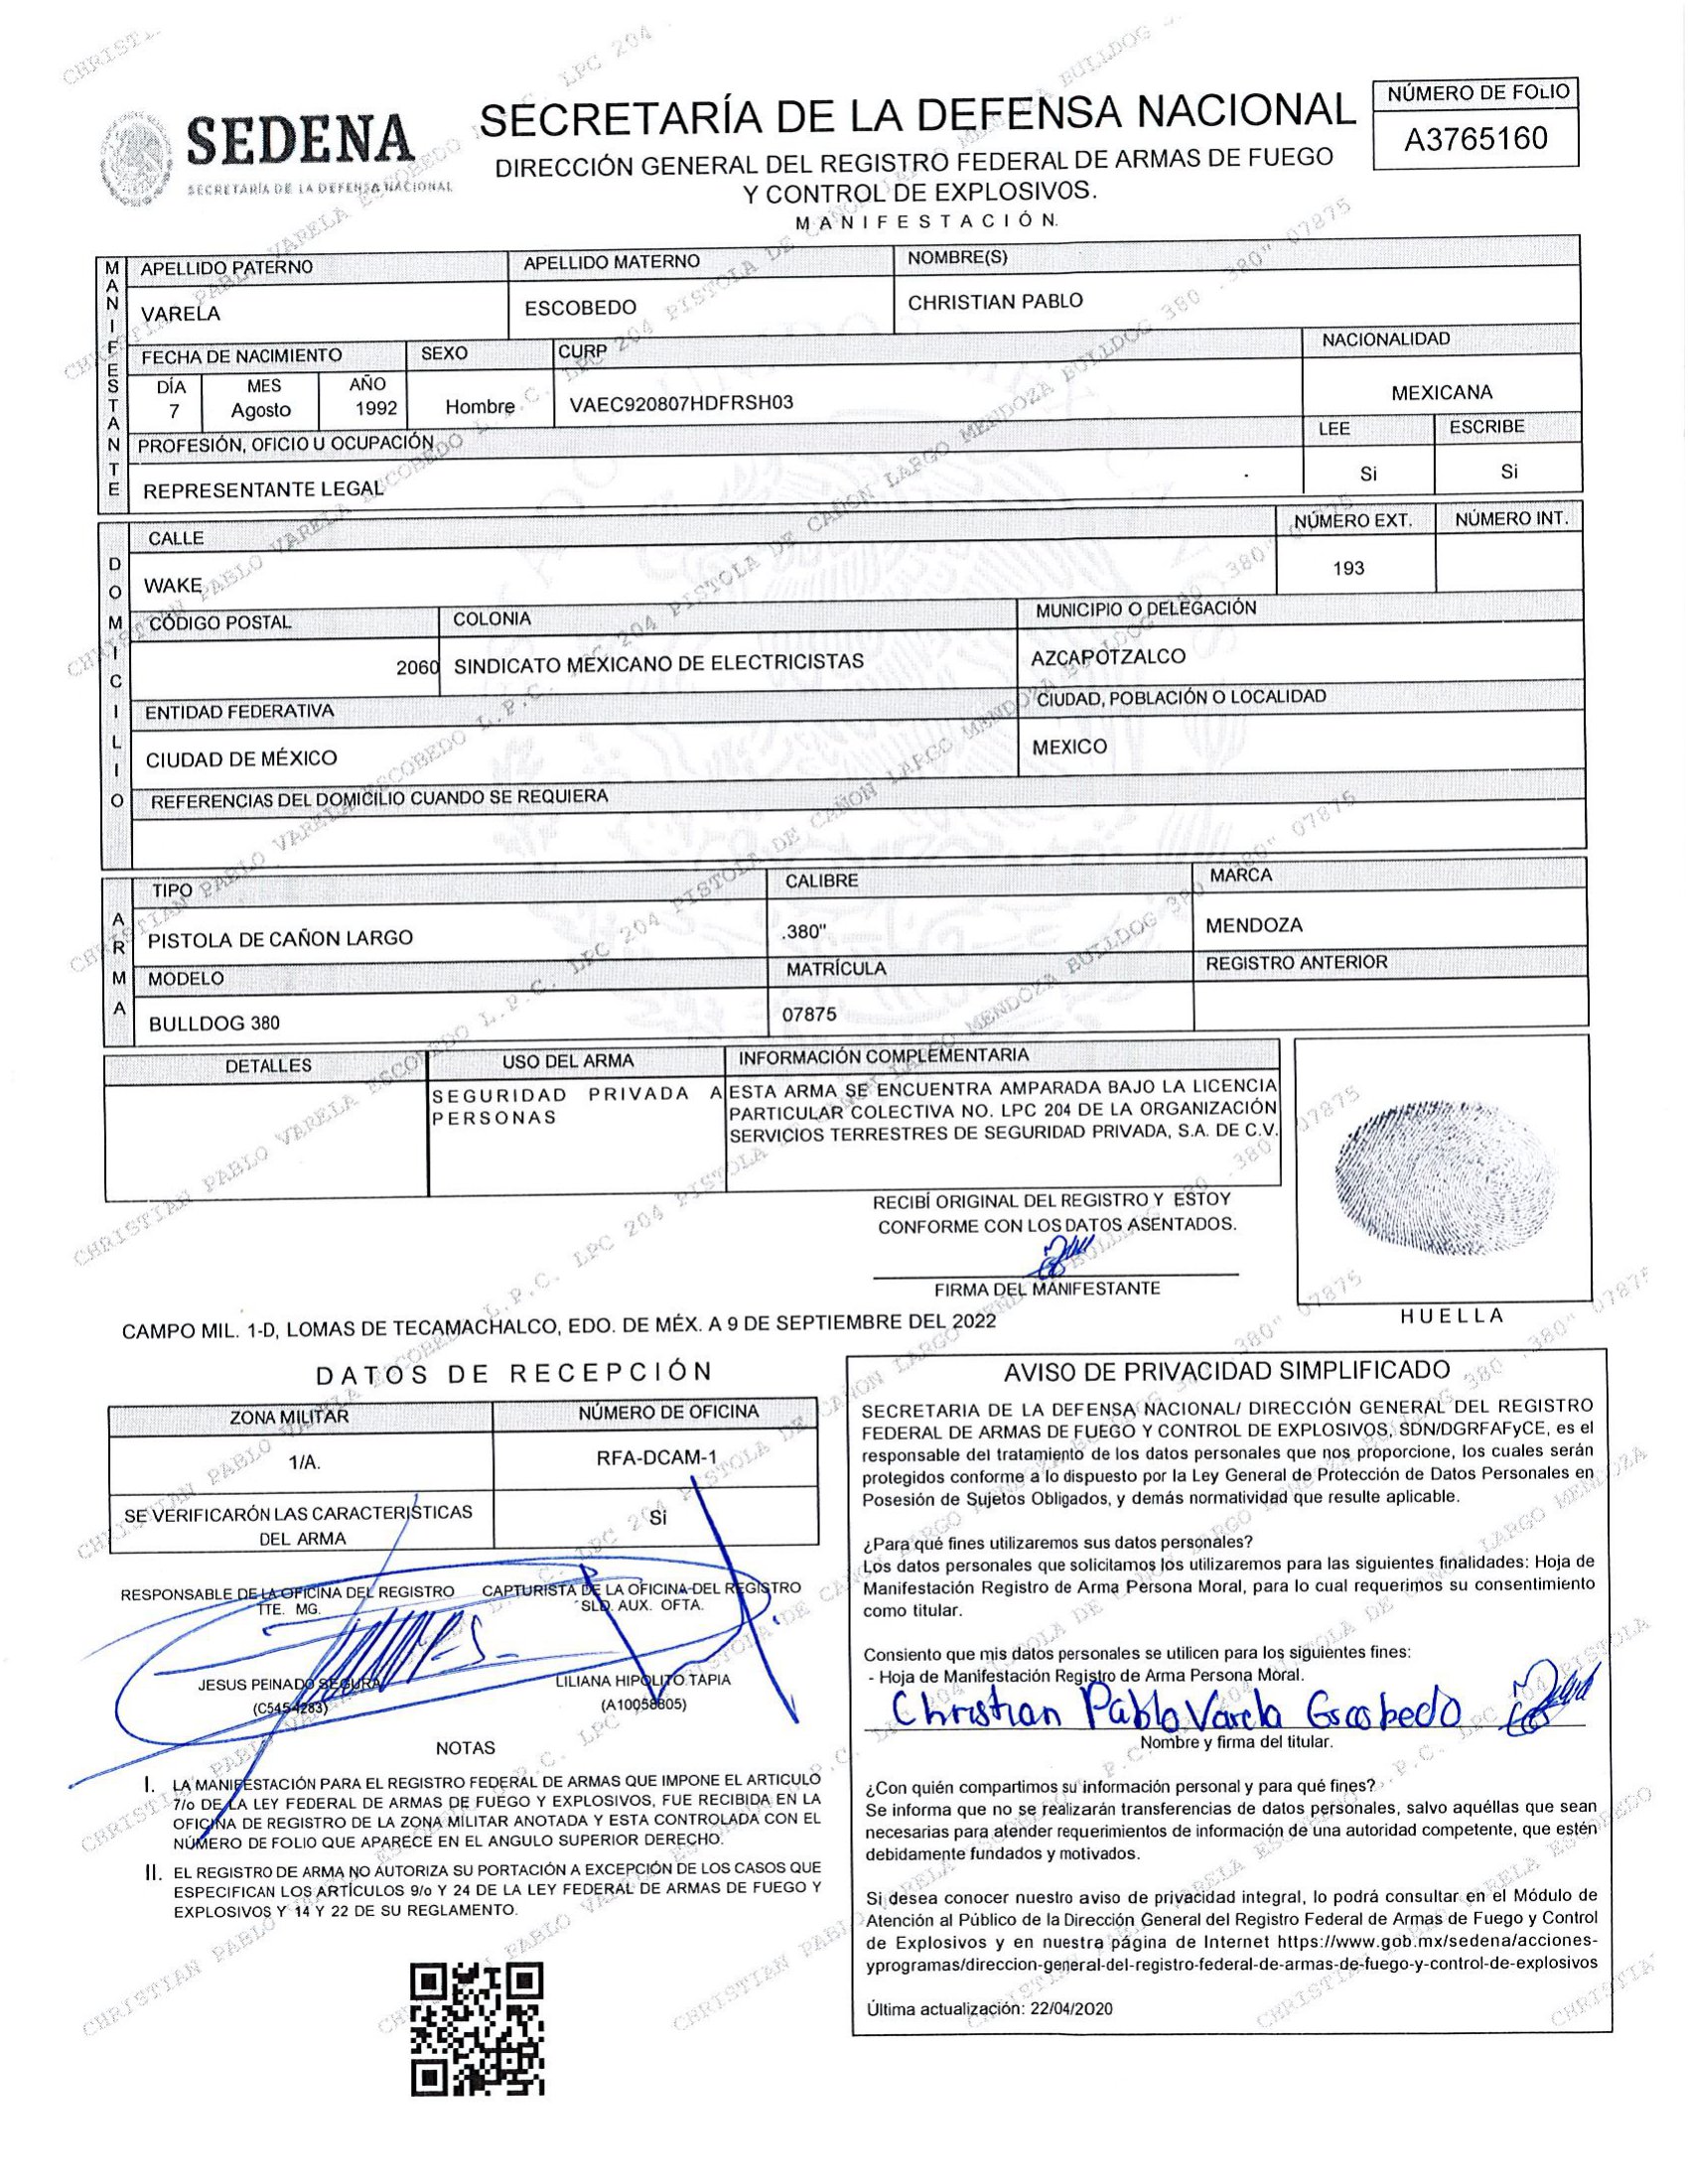 SEDENA
SECRETARÍA DE LA DEFENSA NACIONAL
SECRETARÍA DE LA DEFENSA NACIONAL
DIRECCIÓN GENERAL DEL REGISTRO FEDERAL DE ARMAS DE FUEGO
Y CONTROL DE EXPLOSIVOS.
MANIFESTACIÓN.
NÚMERO DE FOLIO
A3765160
MANIFESTANTE
APELLIDO PATERNO APELLIDO MATERNO NOMBRE(S)
VARELA ESCOBEDO CHRISTIAN PABLO
FECHA DE NACIMIENTO SEXO CURP NACIONALIDAD
DÍA MES AÑO
7 Agosto 1992 Hombre VAEC920807HDFRSH03 MEXICANA
PROFESIÓN, OFICIO U OCUPACIÓN LEE ESCRIBE
REPRESENTANTE LEGAL Si Si
DOMICILIO
CALLE NÚMERO EXT. NÚMERO INT.
WAKE 193
CÓDIGO POSTAL COLONIA MUNICIPIO O DELEGACIÓN
2060 SINDICATO MEXICANO DE ELECTRICISTAS AZCAPOTZALCO
ENTIDAD FEDERATIVA CIUDAD, POBLACIÓN O LOCALIDAD
CIUDAD DE MÉXICO MEXICO
REFERENCIAS DEL DOMICILIO CUANDO SE REQUIERA
ARMA
TIPO CALIBRE MARCA
PISTOLA DE CAÑON LARGO .380" MENDOZA
MODELO MATRÍCULA REGISTRO ANTERIOR
BULLDOG 380 07875
DETALLES USO DEL ARMA INFORMACIÓN COMPLEMENTARIA
SEGURIDAD PRIVADA A
PERSONAS
ESTA ARMA SE ENCUENTRA AMPARADA BAJO LA LICENCIA
PARTICULAR COLECTIVA NO. LPC 204 DE LA ORGANIZACIÓN
SERVICIOS TERRESTRES DE SEGURIDAD PRIVADA, S.A. DE C.V.
RECIBÍ ORIGINAL DEL REGISTRO Y ESTOY
CONFORME CON LOS DATOS ASENTADOS.
FIRMA DEL MANIFESTANTE
HUELLA
CAMPO MIL. 1-D, LOMAS DE TECAMACHALCO, EDO. DE MÉX. A 9 DE SEPTIEMBRE DEL 2022
DATOS DE RECEPCIÓN
ZONA MILITAR NÚMERO DE OFICINA
1/A. RFA-DCAM-1
SE VERIFICARÓN LAS CARACTERISTICAS
DEL ARMA
Si
RESPONSABLE DE LA OFICINA DEL REGISTRO
TTE. MG.
JESUS PEINADO SEGURA
(C5454283)
CAPTURISTA DE LA OFICINA DEL REGISTRO
SLD. AUX. OFTA.
LILIANA HIPOLITO TAPIA
(A10058805)
NOTAS
I. LA MANIFESTACIÓN PARA EL REGISTRO FEDERAL DE ARMAS QUE IMPONE EL ARTICULO
7/o DE LA LEY FEDERAL DE ARMAS DE FUEGO Y EXPLOSIVOS, FUE RECIBIDA EN LA
OFICINA DE REGISTRO DE LA ZONA MILITAR ANOTADA Y ESTA CONTROLADA CON EL
NÚMERO DE FOLIO QUE APARECE EN EL ANGULO SUPERIOR DERECHO.
II. EL REGISTRO DE ARMA NO AUTORIZA SU PORTACIÓN A EXCEPCIÓN DE LOS CASOS QUE
ESPECIFICAN LOS ARTÍCULOS 9/o Y 24 DE LA LEY FEDERAL DE ARMAS DE FUEGO Y
EXPLOSIVOS Y 14 Y 22 DE SU REGLAMENTO.
AVISO DE PRIVACIDAD SIMPLIFICADO
SECRETARIA DE LA DEFENSA NACIONAL/ DIRECCIÓN GENERAL DEL REGISTRO
FEDERAL DE ARMAS DE FUEGO Y CONTROL DE EXPLOSIVOS, SDN/DGRFAFyCE, es el
responsable del tratamiento de los datos personales que nos proporcione, los cuales serán
protegidos conforme a lo dispuesto por la Ley General de Protección de Datos Personales en
Posesión de Sujetos Obligados, y demás normatividad que resulte aplicable.
¿Para qué fines utilizaremos sus datos personales?
Los datos personales que solicitamos los utilizaremos para las siguientes finalidades: Hoja de
Manifestación Registro de Arma Persona Moral, para lo cual requerimos su consentimiento
como titular.
Consiento que mis datos personales se utilicen para los siguientes fines:
- Hoja de Manifestación Registro de Arma Persona Moral.
Christian Pablo Varela Escobedo
Nombre y firma del titular.
¿Con quién compartimos su información personal y para qué fines?
Se informa que no se realizarán transferencias de datos personales, salvo aquéllas que sean
necesarias para atender requerimientos de información de una autoridad competente, que estén
debidamente fundados y motivados.
Si desea conocer nuestro aviso de privacidad integral, lo podrá consultar en el Módulo de
Atención al Público de la Dirección General del Registro Federal de Armas de Fuego y Control
de Explosivos y en nuestra página de Internet https://www.gob.mx/sedena/acciones-
yprogramas/direccion-general-del-registro-federal-de-armas-de-fuego-y-control-de-explosivos
Última actualización: 22/04/2020
CHRISTIAN PABLO VARELA ESCOBEDO L.P.C. LPC 204 PISTOLA DE CAÑON LARGO MENDOZA BULLDOG 380 .380" 07875